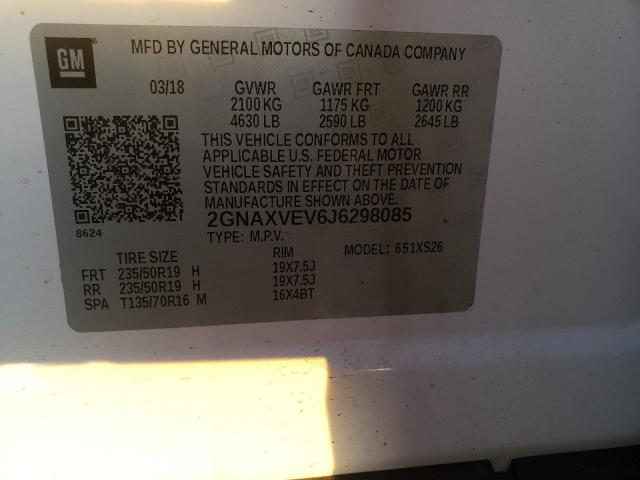 GM
MFD BY GENERAL MOTORS OF CANADA COMPANY
03/18 GVWR GAWR FRT GAWR RR
2100 KG 1175 KG 1200 KG
4630 LB 2590 LB 2645 LB
THIS VEHICLE CONFORMS TO ALL
APPLICABLE U.S. FEDERAL MOTOR
VEHICLE SAFETY AND THEFT PREVENTION
STANDARDS IN EFFECT ON THE DATE OF
MANUFACTURE SHOWN ABOVE.
8624
2GNAXVEV6J6298085
TYPE: M.P.V. MODEL: 651XS26
TIRE SIZE RIM
FRT 235/50R19 H 19X7.5J
RR 235/50R19 H 19X7.5J
SPA T135/70R16 M 16X4BT